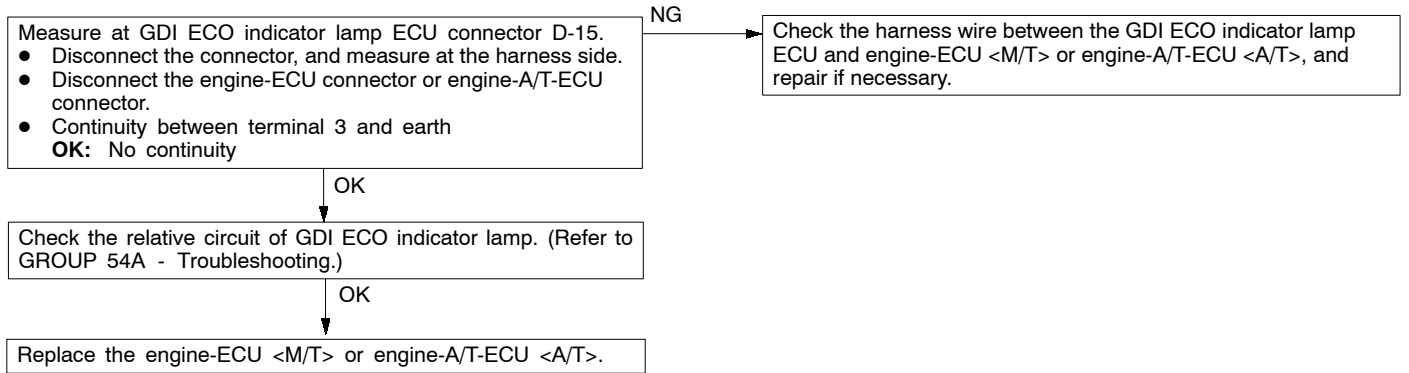 Measure at GDI ECO indicator lamp ECU connector D-15.
● Disconnect the connector, and measure at the harness side.
● Disconnect the engine-ECU connector or engine-A/T-ECU
connector.
● Continuity between terminal 3 and earth
OK: No continuity
NG
Check the harness wire between the GDI ECO indicator lamp
ECU and engine-ECU <M/T> or engine-A/T-ECU <A/T>, and
repair if necessary.
OK
Check the relative circuit of GDI ECO indicator lamp. (Refer to
GROUP 54A - Troubleshooting.)
OK
Replace the engine-ECU <M/T> or engine-A/T-ECU <A/T>.